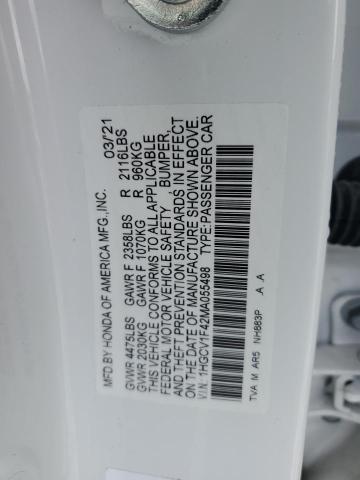 MFD BY HONDA OF AMERICA MFG., INC. 03/21
GVWR 4475LBS GAWR F 2358LBS R 2116LBS
GVWR 2030KG GAWR F 1070KG R 960KG
THIS VEHICLE CONFORMS TO ALL APPLICABLE
FEDERAL MOTOR VEHICLE SAFETY, BUMPER,
AND THEFT PREVENTION STANDARDS IN EFFECT
ON THE DATE OF MANUFACTURE SHOWN ABOVE.
V.I.N.: 1HGCV1F42MA055498 TYPE:PASSENGER CAR
TVA M AR5 NH883P A A